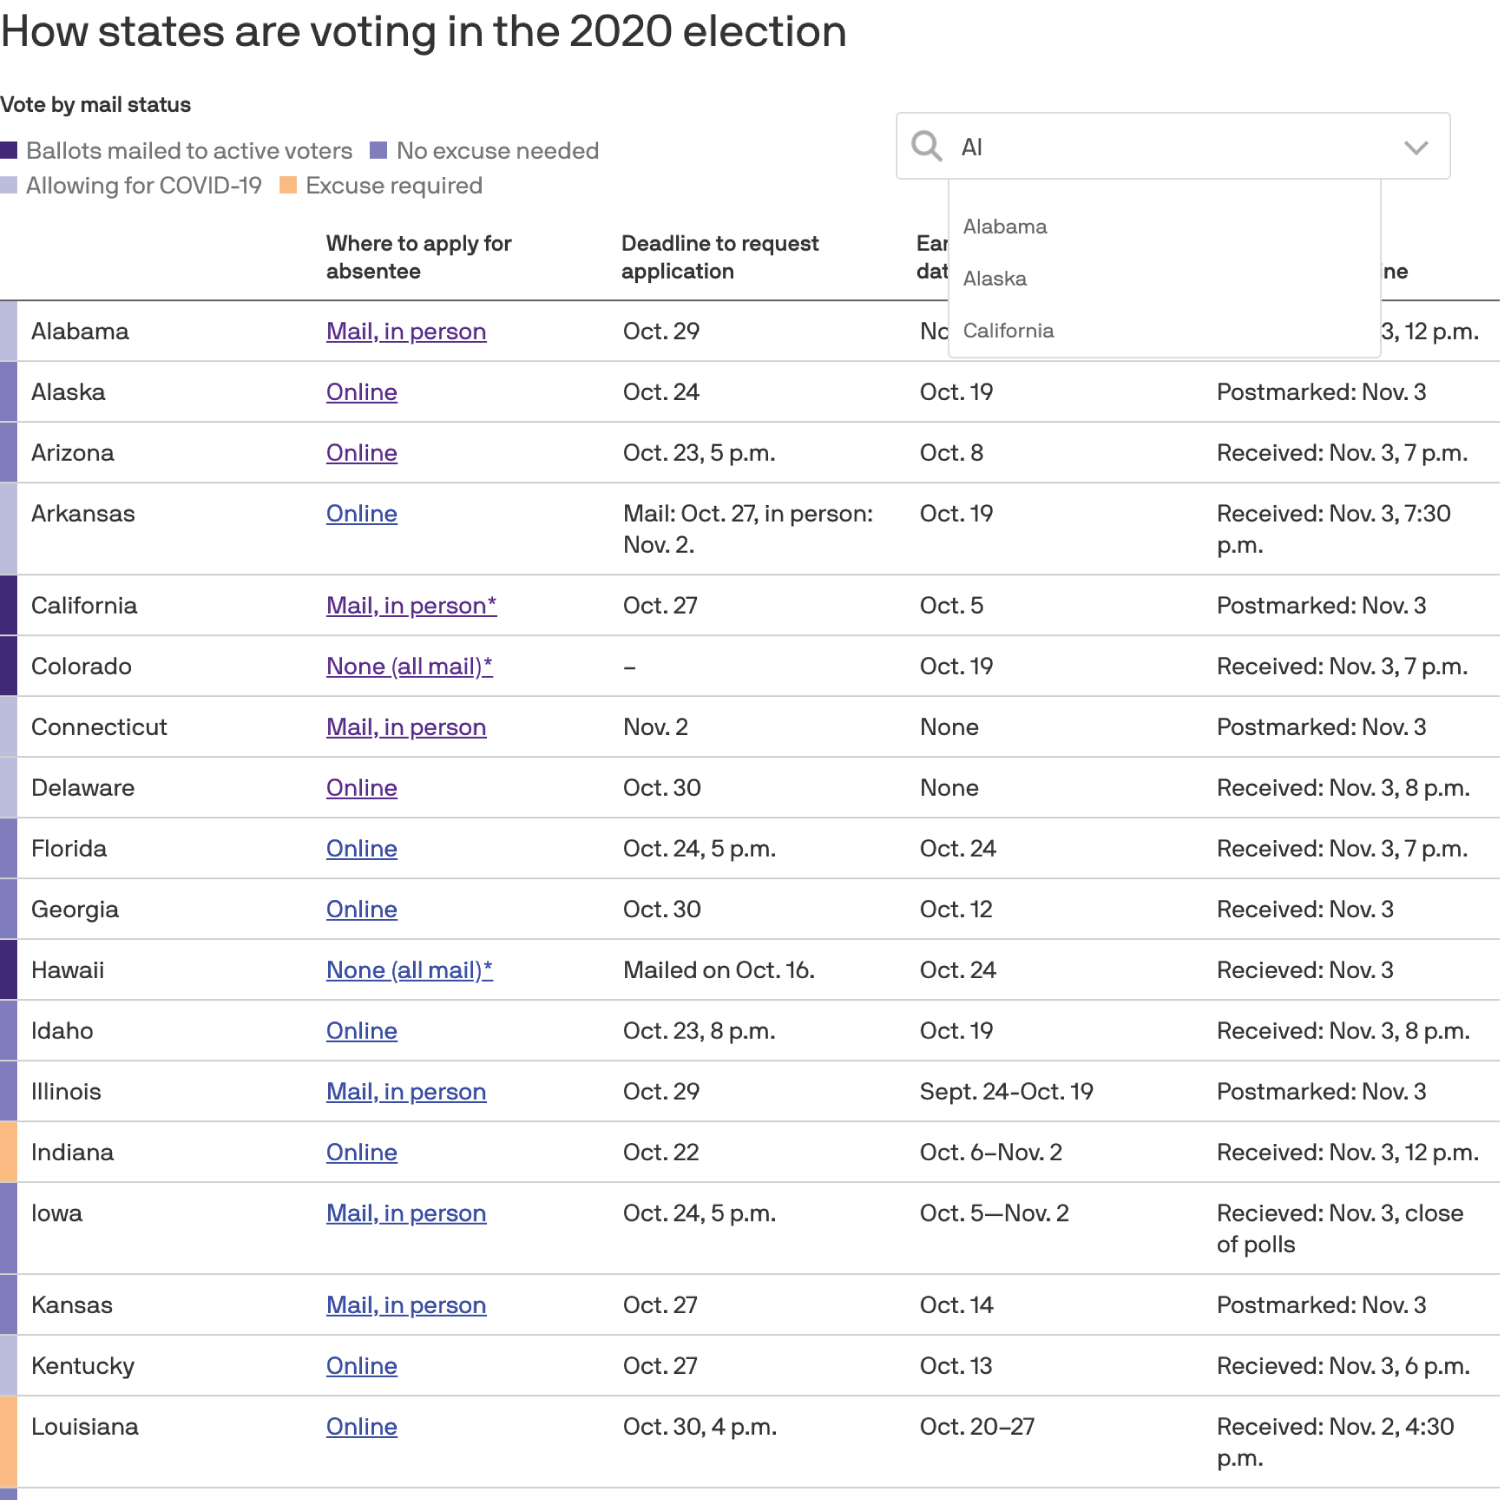 How states are voting in the 2020 election
Vote by mail status
Ballots mailed to active voters No excuse needed
Allowing for COVID-19 Excuse required
Al
Alabama
Alaska
California
Where to apply for absentee Deadline to request application
Alabama Mail, in person Oct. 29 3, 12 p.m.
Alaska Online Oct. 24 Oct. 19 Postmarked: Nov. 3
Arizona Online Oct. 23, 5 p.m. Oct. 8 Received: Nov. 3, 7 p.m.
Arkansas Online Mail: Oct. 27, in person: Oct. 19 Received: Nov. 3, 7:30
Nov. 2. p.m.
California Mail, in person* Oct. 27 Oct. 5 Postmarked: Nov. 3
Colorado None (all mail)* – Oct. 19 Received: Nov. 3, 7 p.m.
Connecticut Mail, in person Nov. 2 None Postmarked: Nov. 3
Delaware Online Oct. 30 None Received: Nov. 3, 8 p.m.
Florida Online Oct. 24, 5 p.m. Oct. 24 Received: Nov. 3, 7 p.m.
Georgia Online Oct. 30 Oct. 12 Received: Nov. 3
Hawaii None (all mail)* Mailed on Oct. 16. Oct. 24 Recieved: Nov. 3
Idaho Online Oct. 23, 8 p.m. Oct. 19 Received: Nov. 3, 8 p.m.
Illinois Mail, in person Oct. 29 Sept. 24-Oct. 19 Postmarked: Nov. 3
Indiana Online Oct. 22 Oct. 6–Nov. 2 Received: Nov. 3, 12 p.m.
Iowa Mail, in person Oct. 24, 5 p.m. Oct. 5—Nov. 2 Recieved: Nov. 3, close
of polls
Kansas Mail, in person Oct. 27 Oct. 14 Postmarked: Nov. 3
Kentucky Online Oct. 27 Oct. 13 Recieved: Nov. 3, 6 p.m.
Louisiana Online Oct. 30, 4 p.m. Oct. 20–27 Received: Nov. 2, 4:30
p.m.